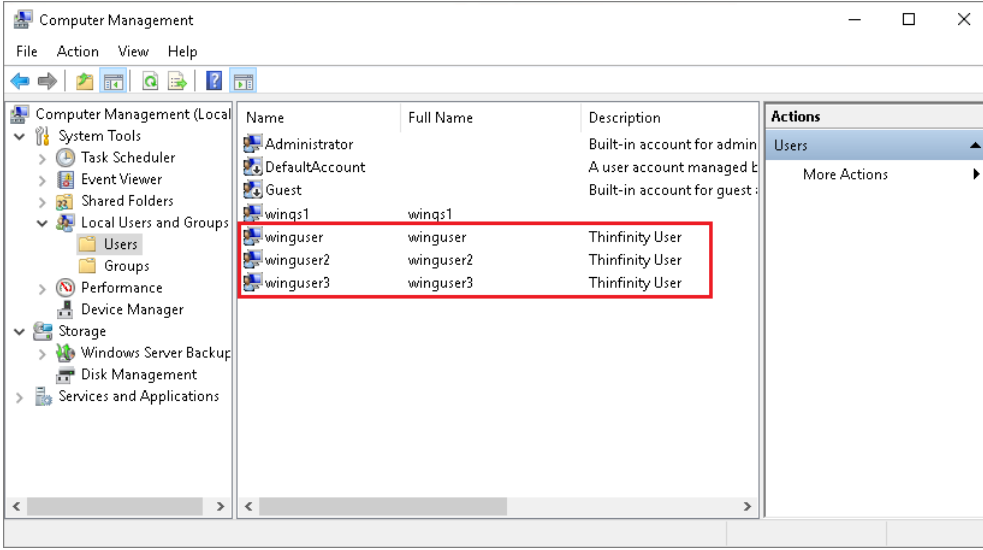 Computer Management
File Action View Help
Computer Management (Local
System Tools
Task Scheduler
Event Viewer
Shared Folders
Local Users and Groups
Users
Groups
Performance
Device Manager
Storage
Windows Server Backup
Disk Management
Services and Applications
Name Full Name Description
Administrator Built-in account for admin
DefaultAccount A user account managed b
Guest Built-in account for guest a
wings1 wings1
winguser winguser Thinfinity User
winguser2 winguser2 Thinfinity User
winguser3 winguser3 Thinfinity User
Actions
Users
More Actions